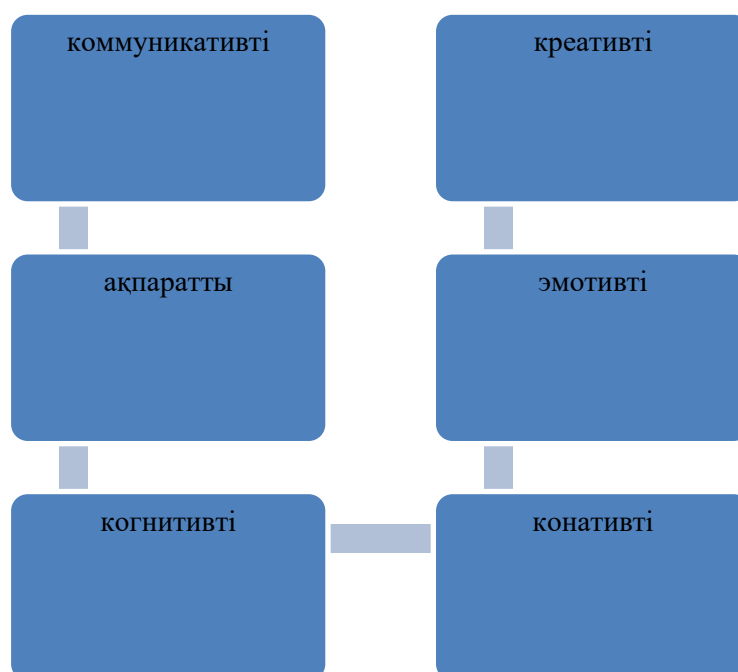 коммуникативті
ақпаратты
когнитивті
конативті
эмотивті
креативті